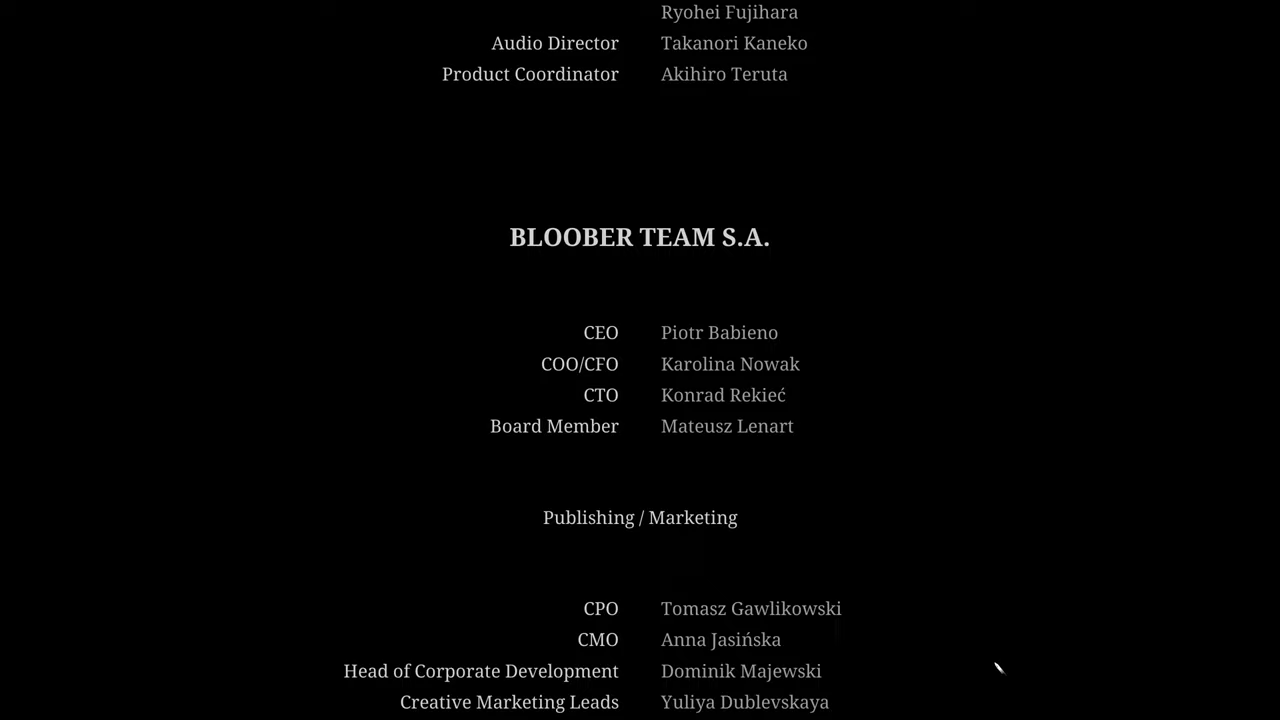 Ryohei Fujihara
Audio Director Takanori Kaneko
Product Coordinator Akihiro Teruta
BLOOBER TEAM S.A.
CEO Piotr Babieno
COO/CFO Karolina Nowak
CTO Konrad Rekieć
Board Member Mateusz Lenart
Publishing / Marketing
CPO Tomasz Gawlikowski
CMO Anna Jasińska
Head of Corporate Development Dominik Majewski
Creative Marketing Leads Yuliya Dublevskaya